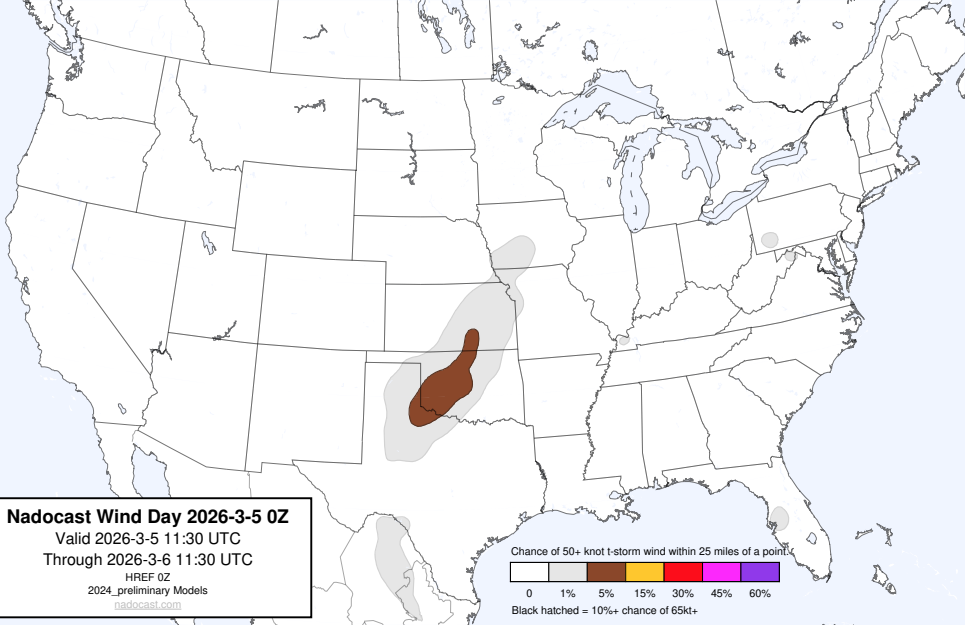 Nadocast Wind Day 2026-3-5 0Z
Valid 2026-3-5 11:30 UTC
Through 2026-3-6 11:30 UTC
HREF 0Z
2024_preliminary Models
nadocast.com
Chance of 50+ knot t-storm wind within 25 miles of a point.
0 1% 5% 15% 30% 45% 60%
Black hatched = 10%+ chance of 65kt+